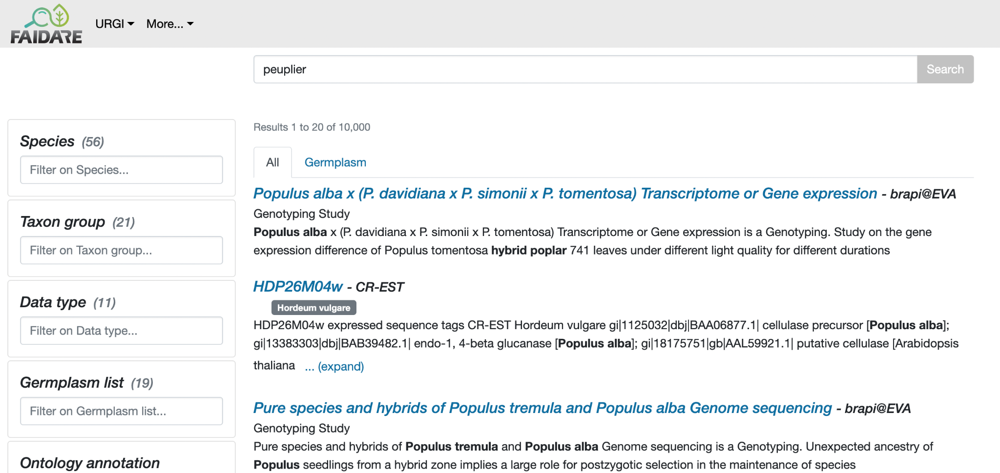 FAIDARE
URGI
More...
peuplier
Search
Species (56)
Filter on Species...
Taxon group (21)
Filter on Taxon group...
Data type (11)
Filter on Data type...
Germplasm list (19)
Filter on Germplasm list...
Ontology annotation
Results 1 to 20 of 10,000
All
Germplasm
Populus alba x (P. davidiana x P. simonii x P. tomentosa) Transcriptome or Gene expression - brapi@EVA
Genotyping Study
Populus alba x (P. davidiana x P. simonii x P. tomentosa) Transcriptome or Gene expression is a Genotyping. Study on the gene
expression difference of Populus tomentosa hybrid poplar 741 leaves under different light quality for different durations
HDP26M04w - CR-EST
Hordeum vulgare
HDP26M04w expressed sequence tags CR-EST Hordeum vulgare gi|1125032|dbj|BAA06877.1| cellulase precursor [Populus alba];
gi|13383303|dbj|BAB39482.1| endo-1, 4-beta glucanase [Populus alba]; gi|18175751|gb|AAL59921.1| putative cellulase [Arabidopsis
thaliana ... (expand)
Pure species and hybrids of Populus tremula and Populus alba Genome sequencing - brapi@EVA
Genotyping Study
Pure species and hybrids of Populus tremula and Populus alba Genome sequencing is a Genotyping. Unexpected ancestry of
Populus seedlings from a hybrid zone implies a large role for postzygotic selection in the maintenance of species